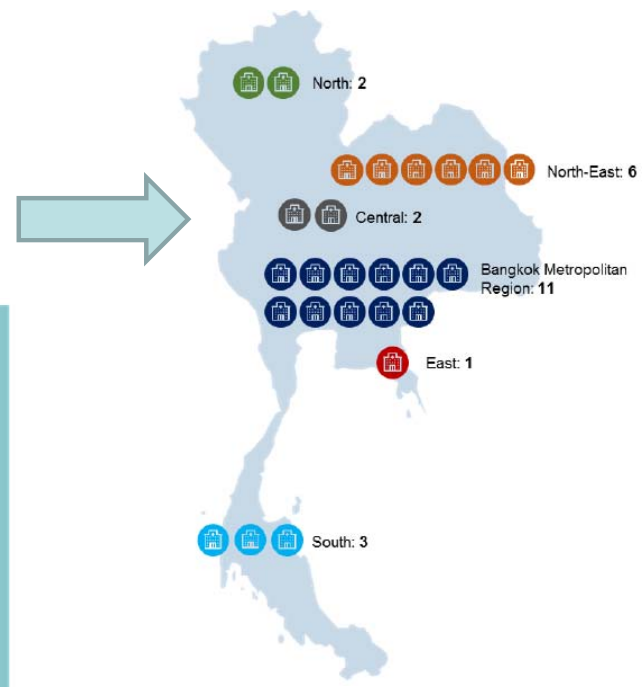 North: 2
North-East: 6
Central: 2
Bangkok Metropolitan
Region: 11
East: 1
South: 3